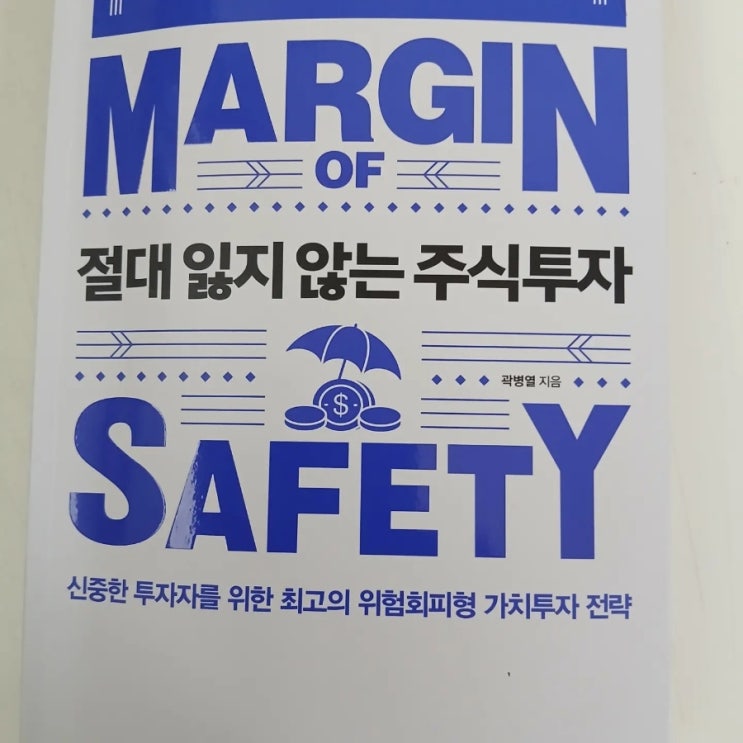 MARGIN
OF
절대 잃지 않는 주식투자
$
곽병열 지음
SAFETY
신중한 투자자를 위한 최고의 위험회피형 가치투자 전략